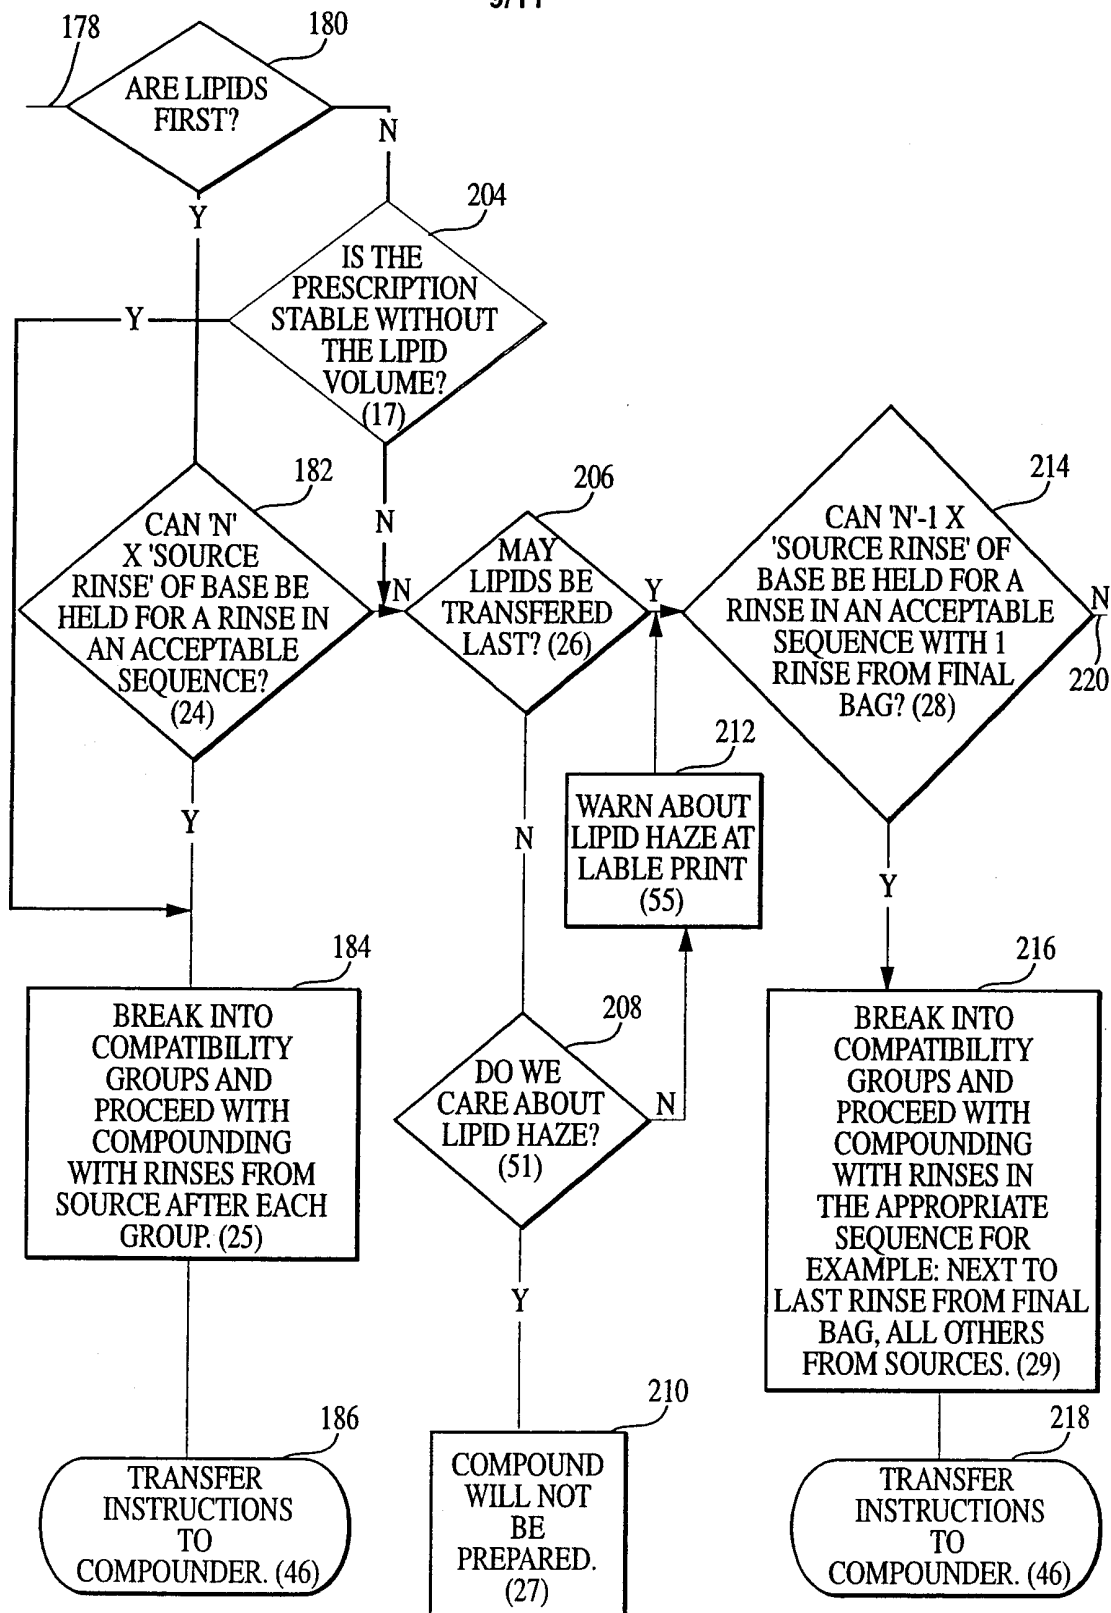 178
180
ARE LIPIDS
FIRST?
N
Y
204
IS THE
PRESCRIPTION
STABLE WITHOUT
THE LIPID
VOLUME?
(17)
Y
N
182
CAN 'N'
X 'SOURCE
RINSE' OF BASE BE
HELD FOR A RINSE IN
AN ACCEPTABLE
SEQUENCE?
(24)
N
Y
206
MAY
LIPIDS BE
TRANSFERED
LAST? (26)
Y
N
214
CAN 'N'-1 X
'SOURCE RINSE' OF
BASE BE HELD FOR A
RINSE IN AN ACCEPTABLE
SEQUENCE WITH 1
RINSE FROM FINAL
BAG? (28)
N
220
Y
212
WARN ABOUT
LIPID HAZE AT
LABLE PRINT
(55)
184
BREAK INTO
COMPATIBILITY
GROUPS AND
PROCEED WITH
COMPOUNDING
WITH RINSES FROM
SOURCE AFTER EACH
GROUP. (25)
208
DO WE
CARE ABOUT
LIPID HAZE?
(51)
N
Y
216
BREAK INTO
COMPATIBILITY
GROUPS AND
PROCEED WITH
COMPOUNDING
WITH RINSES IN
THE APPROPRIATE
SEQUENCE FOR
EXAMPLE: NEXT TO
LAST RINSE FROM FINAL
BAG, ALL OTHERS
FROM SOURCES. (29)
186
TRANSFER
INSTRUCTIONS
TO
COMPOUNDER. (46)
210
COMPOUND
WILL NOT
BE
PREPARED.
(27)
218
TRANSFER
INSTRUCTIONS
TO
COMPOUNDER. (46)